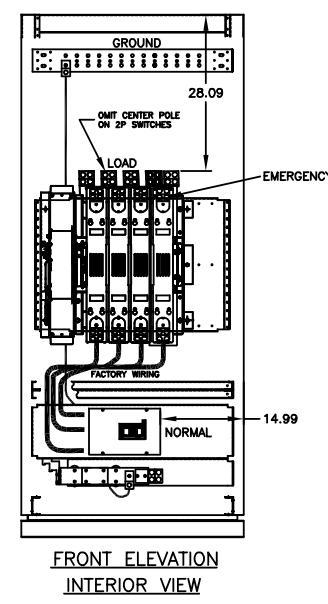 GROUND
28.09
OMIT CENTER POLE
ON 2P SWITCHES
LOAD
EMERGENCY
FACTORY WIRING
14.99
NORMAL
FRONT ELEVATION
INTERIOR VIEW